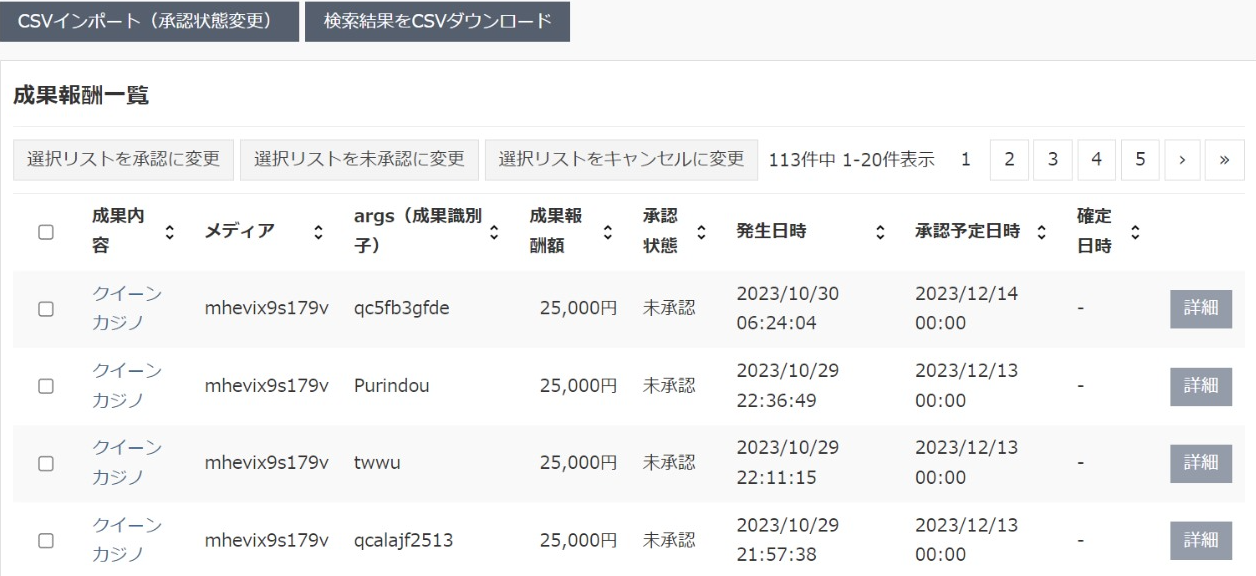 CSVインポート（承認状態変更） 検索結果をCSVダウンロード
成果報酬一覧
選択リストを承認に変更 選択リストを未承認に変更 選択リストをキャンセルに変更 113件中 1-20件表示 1 2 3 4 5 › »
成果内容 メディア args（成果識別子） 成果報酬額 承認状態 発生日時 承認予定日時 確定日時
クイーンカジノ mhevix9s179v qc5fb3gfde 25,000円 未承認 2023/10/30 06:24:04 2023/12/14 00:00 - 詳細
クイーンカジノ mhevix9s179v Purindou 25,000円 未承認 2023/10/29 22:36:49 2023/12/13 00:00 - 詳細
クイーンカジノ mhevix9s179v twwu 25,000円 未承認 2023/10/29 22:11:15 2023/12/13 00:00 - 詳細
クイーンカジノ mhevix9s179v qcalajf2513 25,000円 未承認 2023/10/29 21:57:38 2023/12/13 00:00 - 詳細